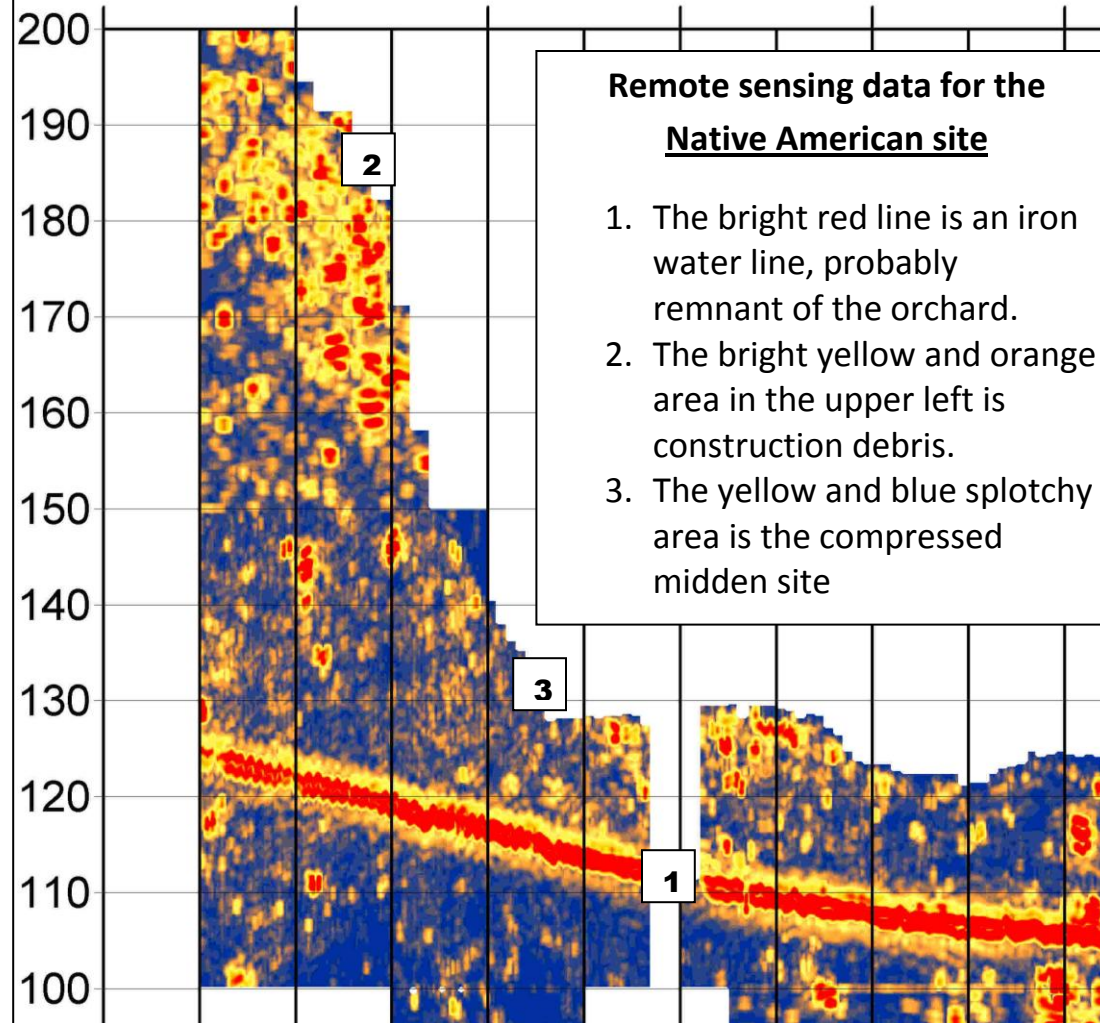 200
190
180
170
160
150
140
130
120
110
100
Remote sensing data for the
Native American site
1. The bright red line is an iron
water line, probably
remnant of the orchard.
2. The bright yellow and orange
area in the upper left is
construction debris.
3. The yellow and blue splotchy
area is the compressed
midden site
2
3
1